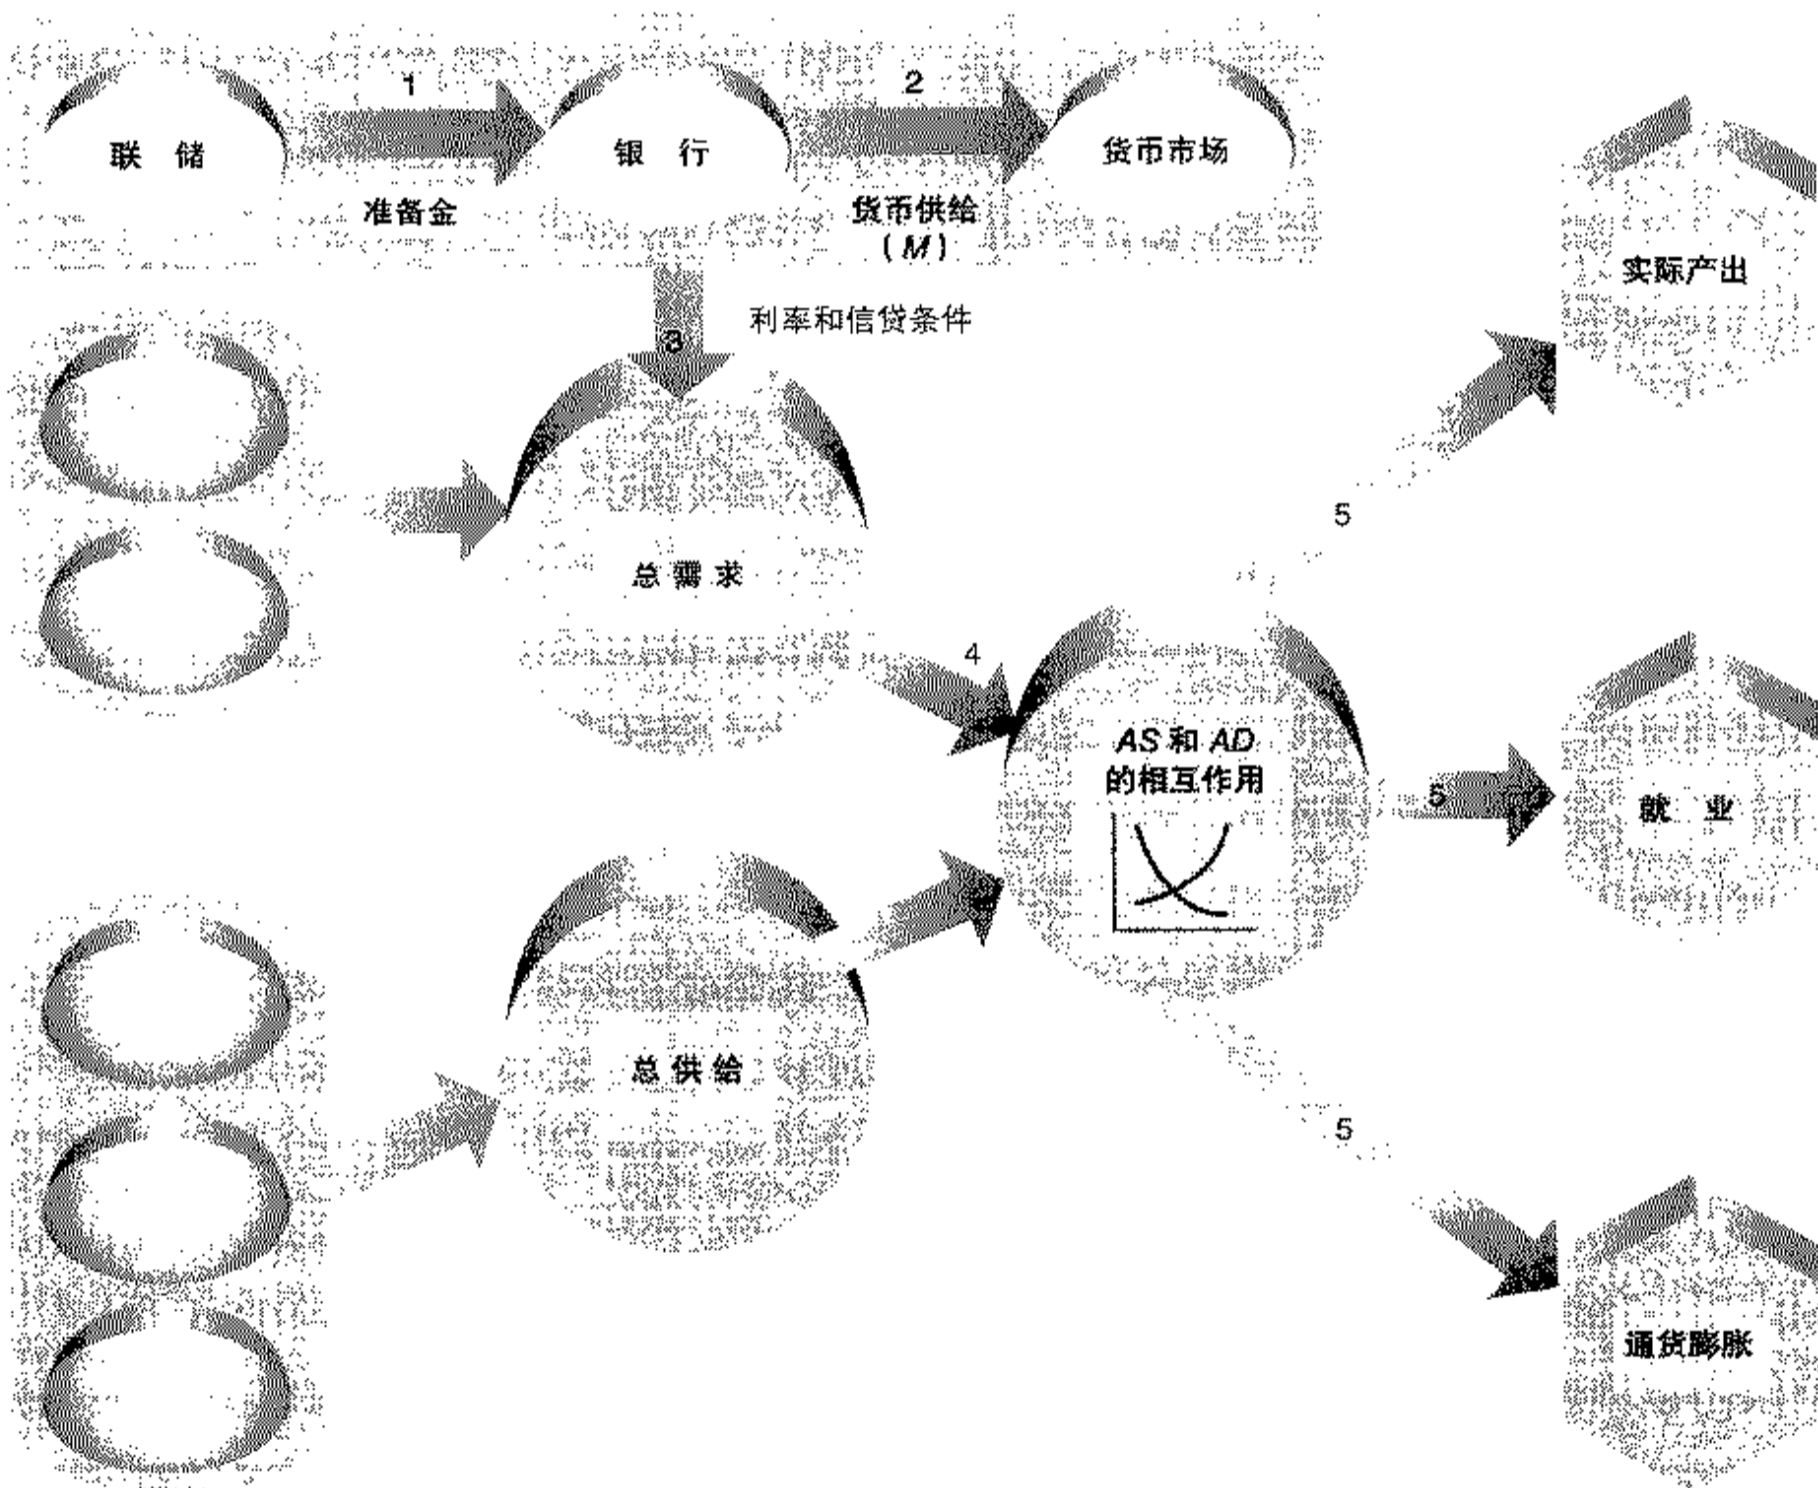 1
2
联 储
银 行
货币市场
准备金
货币供给
(M)
实际产出
3
利率和信贷条件
5
总需求
4
AS 和 AD
的相互作用
5
就 业
总供给
5
通货膨胀